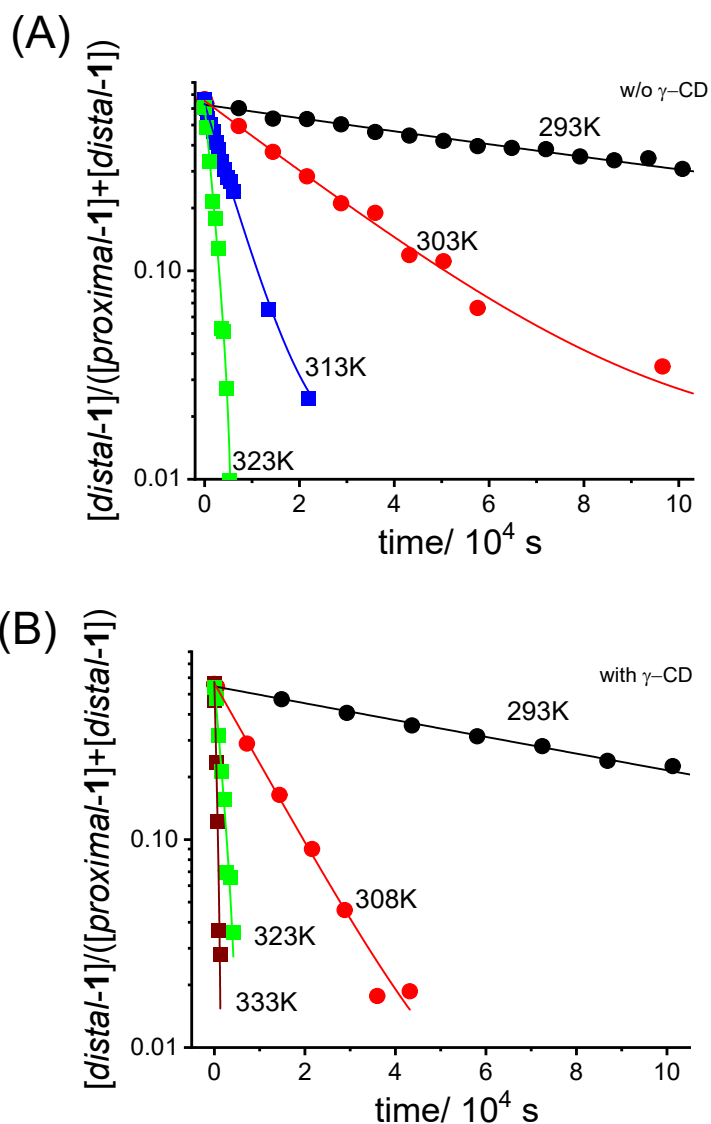 (A)
[distal-1]/([proximal-1]+[distal-1])
w/o γ–CD
293K
303K
313K
323K
0.10
0.01
0 2 4 6 8 10
time/ 10⁴ s
(B)
[distal-1]/([proximal-1]+[distal-1])
with γ–CD
293K
308K
323K
333K
0.10
0.01
0 2 4 6 8 10
time/ 10⁴ s